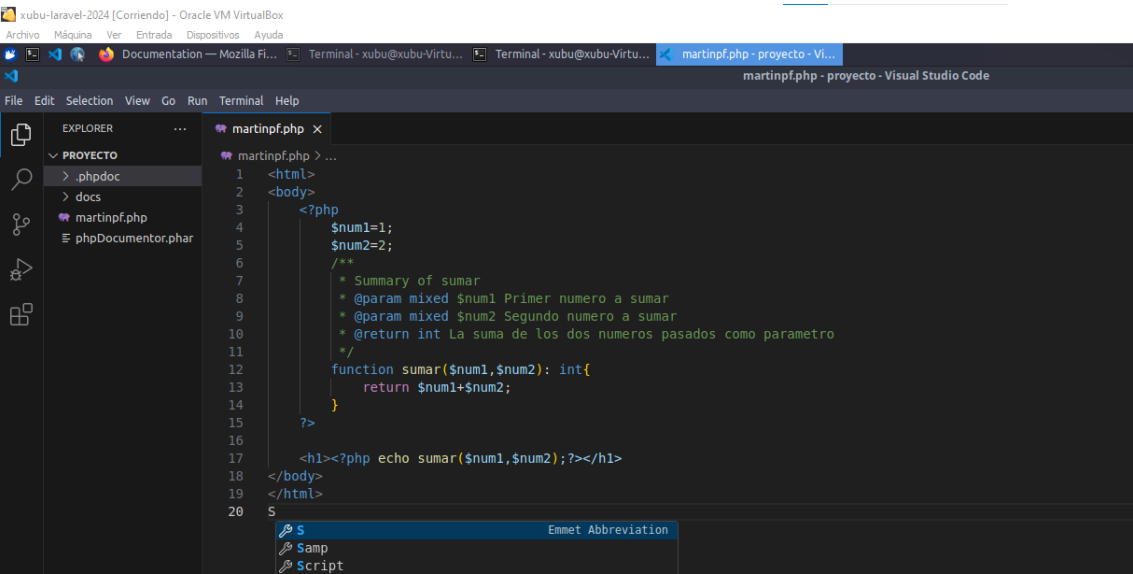 xubu-laravel-2024 [Corriendo] - Oracle VM VirtualBox
Archivo Máquina Ver Entrada Dispositivos Ayuda
Documentation — Mozilla Fi... Terminal - xubu@xubu-Virtu... Terminal - xubu@xubu-Virtu... martinpf.php - proyecto - Vi...
martinpf.php - proyecto - Visual Studio Code
File Edit Selection View Go Run Terminal Help
EXPLORER ...
PROYECTO
> .phpdoc
> docs
martinpf.php
phpDocumentor.phar
martinpf.php ×
martinpf.php > ...
1 <html>
2 <body>
3 <?php
4 $num1=1;
5 $num2=2;
6 /**
7 * Summary of sumar
8 * @param mixed $num1 Primer numero a sumar
9 * @param mixed $num2 Segundo numero a sumar
10 * @return int La suma de los dos numeros pasados como parametro
11 */
12 function sumar($num1,$num2): int{
13 return $num1+$num2;
14 }
15 ?>
16
17 <h1><?php echo sumar($num1,$num2);?></h1>
18 </body>
19 </html>
20 S
S Emmet Abbreviation
Samp
Script